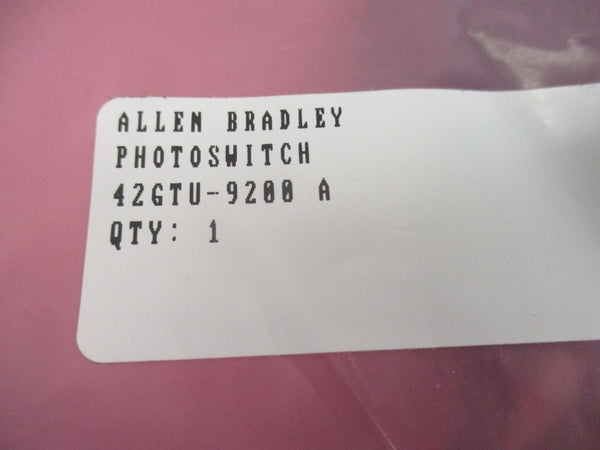 ALLEN BRADLEY
PHOTOSWITCH
42GTU-9200 A
QTY: 1